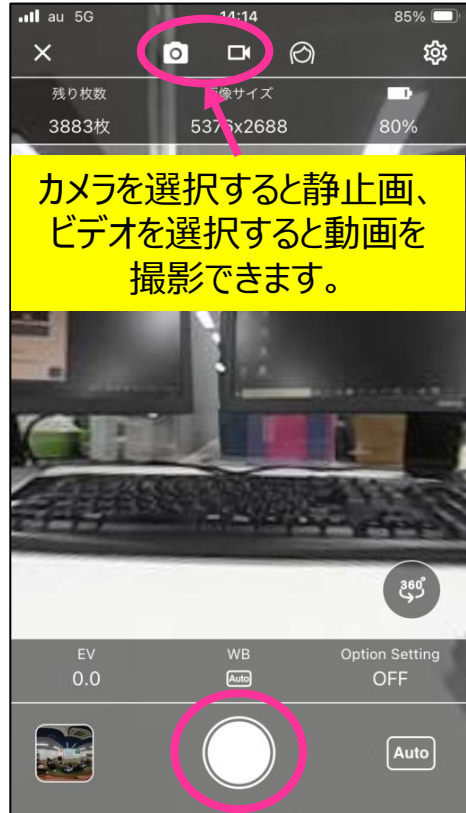 au 5G 14:14 85%
残り枚数 像サイズ
3883枚 5376x2688 80%
カメラを選択すると静止画、
ビデオを選択すると動画を
撮影できます。
360°
EV WB Option Setting
0.0 Auto OFF
Auto